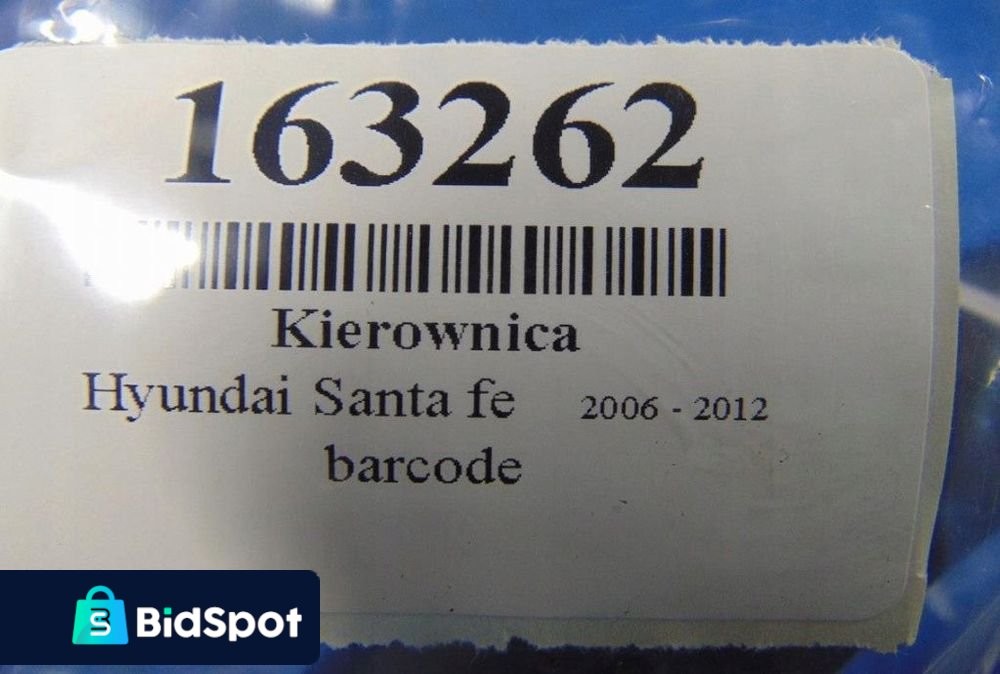 163262
Kierownica
Hyundai Santa fe 2006 - 2012
barcode
BidSpot